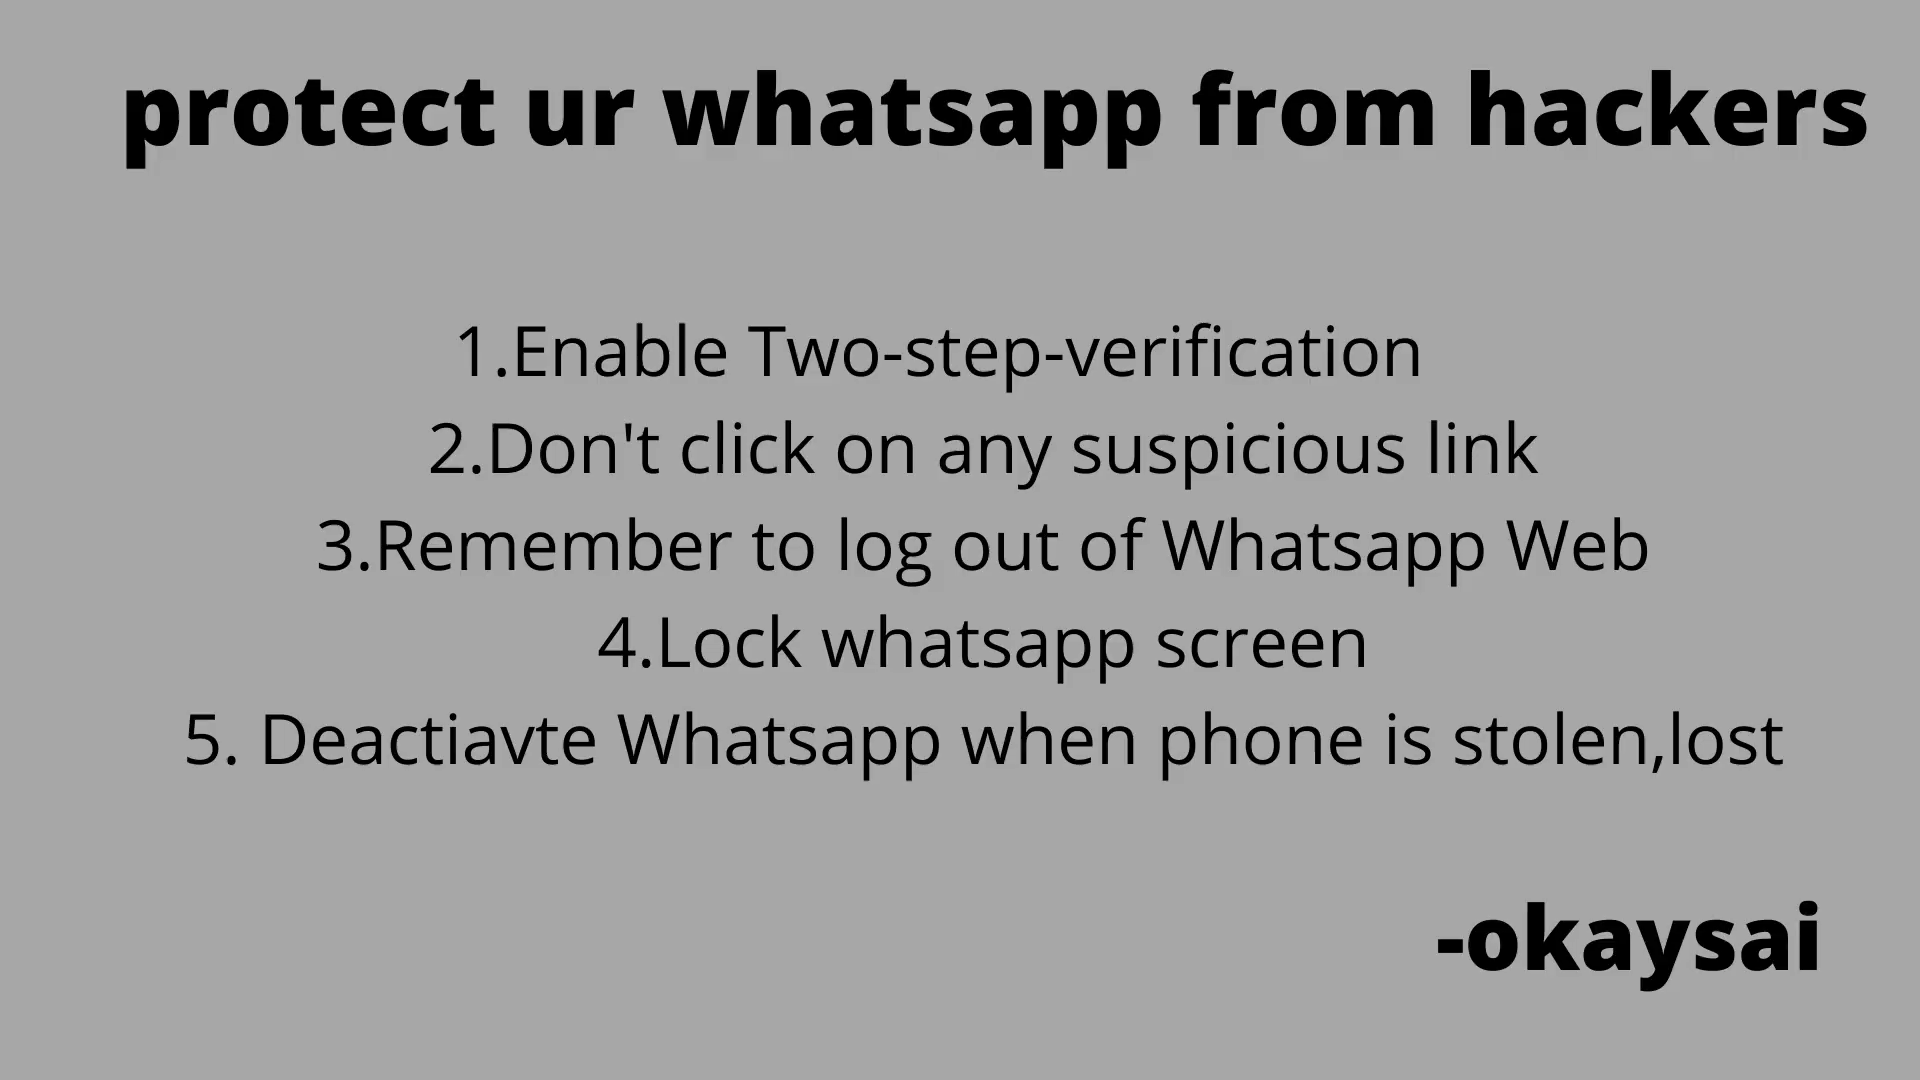 protect ur whatsapp from hackers
1.Enable Two-step-verification
2.Don't click on any suspicious link
3.Remember to log out of Whatsapp Web
4.Lock whatsapp screen
5. Deactiavte Whatsapp when phone is stolen,lost
-okaysai